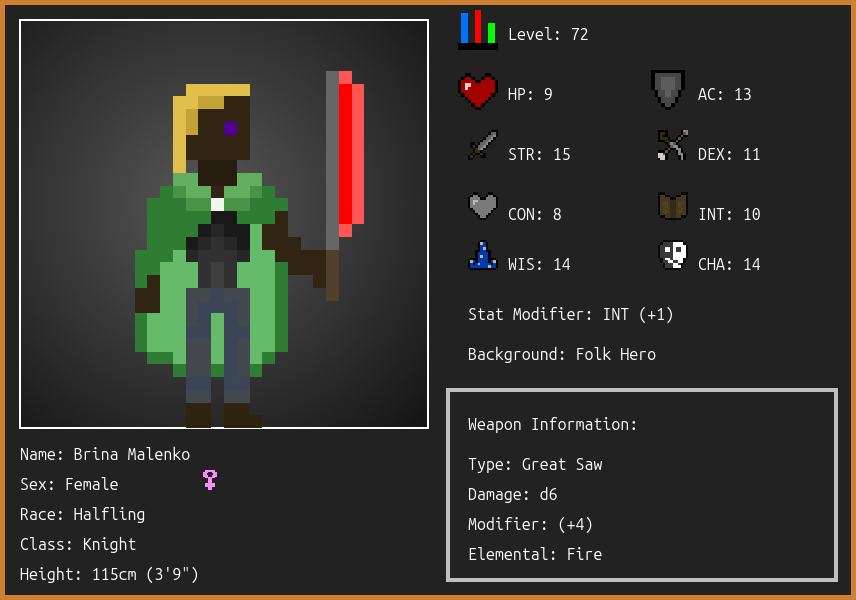 Level: 72
HP: 9
AC: 13
STR: 15
DEX: 11
CON: 8
INT: 10
WIS: 14
CHA: 14
Stat Modifier: INT (+1)
Background: Folk Hero
Weapon Information:
Type: Great Saw
Damage: d6
Modifier: (+4)
Elemental: Fire
Name: Brina Malenko
Sex: Female
Race: Halfling
Class: Knight
Height: 115cm (3'9")